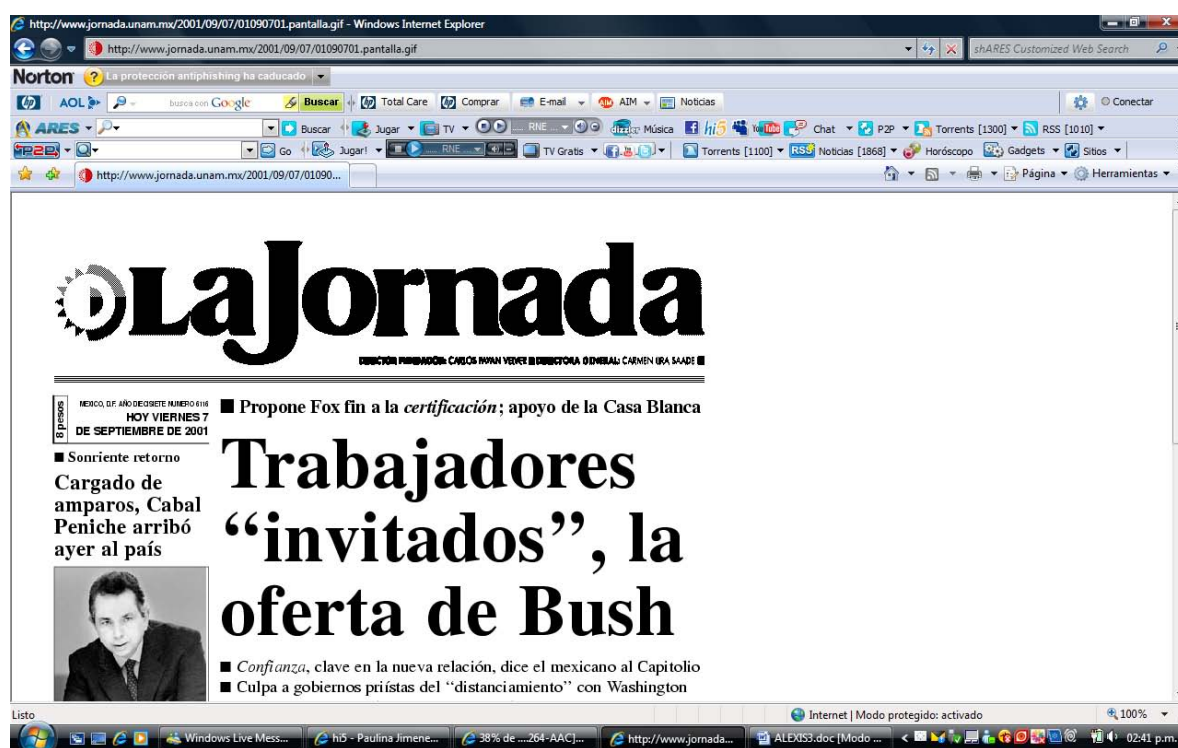 http://www.jornada.unam.mx/2001/09/07/01090701.pantalla.gif - Windows Internet Explorer
http://www.jornada.unam.mx/2001/09/07/01090701.pantalla.gif shARES Customized Web Search
Norton La protección antiphishing ha caducado
AOL busca con Google Buscar Total Care Comprar E-mail AIM Noticias Conectar
ARES Buscar Jugar TV RNE ... Música hi5 Chat P2P Torrents [1300] RSS [1010]
MP2P Go Jugar! .... RNE .... TV Gratis Torrents [1100] RSS Noticias [1868] Horóscopo Gadgets Sitios
http://www.jornada.unam.mx/2001/09/07/01090... Página Herramientas
La Jornada
DIRECTOR FUNDADOR: CARLOS PAYAN VELVER DIRECTORA GENERAL: CARMEN LIRA SAADE
8 pesos
MEXICO, D.F. AÑO DIECISIETE NUMERO 6116
HOY VIERNES 7
DE SEPTIEMBRE DE 2001
■ Sonriente retorno
Cargado de
amparos, Cabal
Peniche arribó
ayer al país
■ Propone Fox fin a la certificación; apoyo de la Casa Blanca
Trabajadores
“invitados”, la
oferta de Bush
■ Confianza, clave en la nueva relación, dice el mexicano al Capitolio
■ Culpa a gobiernos priístas del “distanciamiento” con Washington
Listo Internet | Modo protegido: activado 100%
Windows Live Mess... hi5 - Paulina Jimene... 38% de ....264-AAC]... http://www.jornada... ALEXIS3.doc [Modo ... 02:41 p.m.